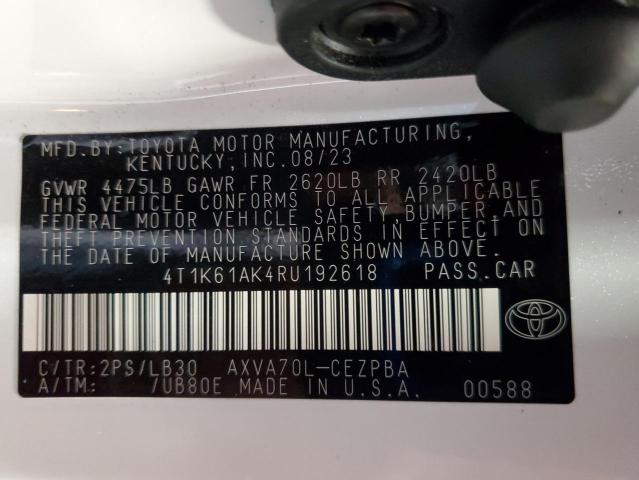 MFD.BY:TOYOTA MOTOR MANUFACTURING,
KENTUCKY,INC.08/23
GVWR 4475LB GAWR FR 2620LB RR 2420LB
THIS VEHICLE CONFORMS TO ALL APPLICABLE
FEDERAL MOTOR VEHICLE SAFETY, BUMPER,AND
THEFT PREVENTION STANDARDS IN EFFECT ON
THE DATE OF MANUFACTURE SHOWN ABOVE.
4T1K61AK4RU192618 PASS.CAR
C/TR:2PS/LB30 AXVA70L-CEZPBA
A/TM: 7UB80E MADE IN U.S.A. 00588